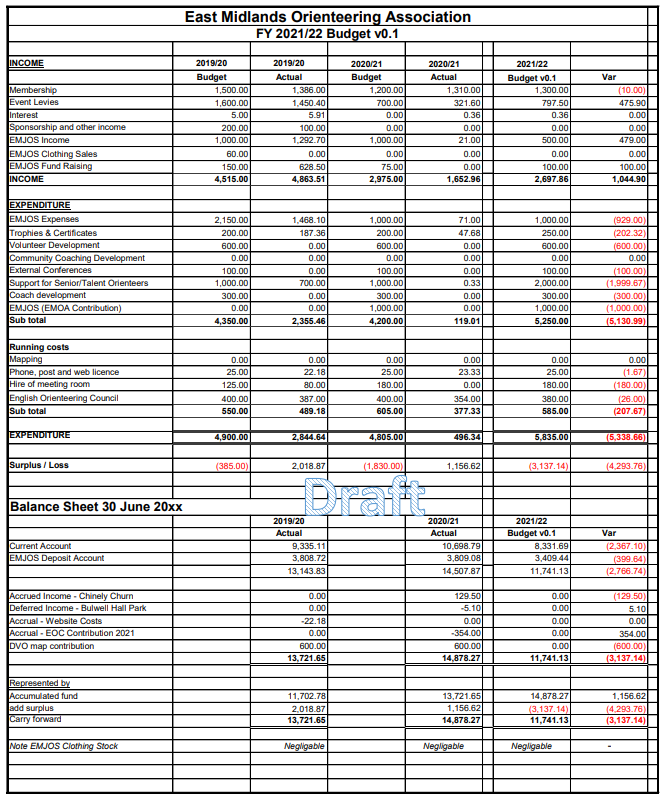 East Midlands Orienteering Association
FY 2021/22 Budget v0.1
INCOME 2019/20 2019/20 2020/21 2020/21 2021/22
Budget Actual Budget Actual Budget v0.1 Var
Membership 1,500.00 1,386.00 1,200.00 1,310.00 1,300.00 (10.00)
Event Levies 1,600.00 1,450.40 700.00 321.60 797.50 475.90
Interest 5.00 5.91 0.00 0.36 0.36 0.00
Sponsorship and other income 200.00 100.00 0.00 0.00 0.00 0.00
EMJOS Income 1,000.00 1,292.70 1,000.00 21.00 500.00 479.00
EMJOS Clothing Sales 60.00 0.00 0.00 0.00 0.00 0.00
EMJOS Fund Raising 150.00 628.50 75.00 0.00 100.00 100.00
INCOME 4,515.00 4,863.51 2,975.00 1,652.96 2,697.86 1,044.90
EXPENDITURE
EMJOS Expenses 2,150.00 1,468.10 1,000.00 71.00 1,000.00 (929.00)
Trophies & Certificates 200.00 187.36 200.00 47.68 250.00 (202.32)
Volunteer Development 600.00 0.00 600.00 0.00 600.00 (600.00)
Community Coaching Development 0.00 0.00 0.00 0.00 0.00 0.00
External Conferences 100.00 0.00 100.00 0.00 100.00 (100.00)
Support for Senior/Talent Orienteers 1,000.00 700.00 1,000.00 0.33 2,000.00 (1,999.67)
Coach development 300.00 0.00 300.00 0.00 300.00 (300.00)
EMJOS (EMOA Contribution) 0.00 0.00 1,000.00 0.00 1,000.00 (1,000.00)
Sub total 4,350.00 2,355.46 4,200.00 119.01 5,250.00 (5,130.99)
Running costs
Mapping 0.00 0.00 0.00 0.00 0.00 0.00
Phone, post and web licence 25.00 22.18 25.00 23.33 25.00 (1.67)
Hire of meeting room 125.00 80.00 180.00 0.00 180.00 (180.00)
English Orienteering Council 400.00 387.00 400.00 354.00 380.00 (26.00)
Sub total 550.00 489.18 605.00 377.33 585.00 (207.67)
EXPENDITURE 4,900.00 2,844.64 4,805.00 496.34 5,835.00 (5,338.66)
Surplus / Loss (385.00) 2,018.87 (1,830.00) 1,156.62 (3,137.14) (4,293.76)
Draft
Balance Sheet 30 June 20xx
2019/20 2020/21 2021/22
Actual Actual Budget v0.1 Var
Current Account 9,335.11 10,698.79 8,331.69 (2,367.10)
EMJOS Deposit Account 3,808.72 3,809.08 3,409.44 (399.64)
13,143.83 14,507.87 11,741.13 (2,766.74)
Accrued Income - Chinely Churn 0.00 129.50 0.00 (129.50)
Deferred Income - Bulwell Hall Park 0.00 -5.10 0.00 5.10
Accrual - Website Costs -22.18 0.00 0.00 0.00
Accrual - EOC Contribution 2021 0.00 -354.00 0.00 354.00
DVO map contribution 600.00 600.00 0.00 (600.00)
13,721.65 14,878.27 11,741.13 (3,137.14)
Represented by
Accumulated fund 11,702.78 13,721.65 14,878.27 1,156.62
add surplus 2,018.87 1,156.62 (3,137.14) (4,293.76)
Carry forward 13,721.65 14,878.27 11,741.13 (3,137.14)
Note EMJOS Clothing Stock Negligable Negligable Negligable -